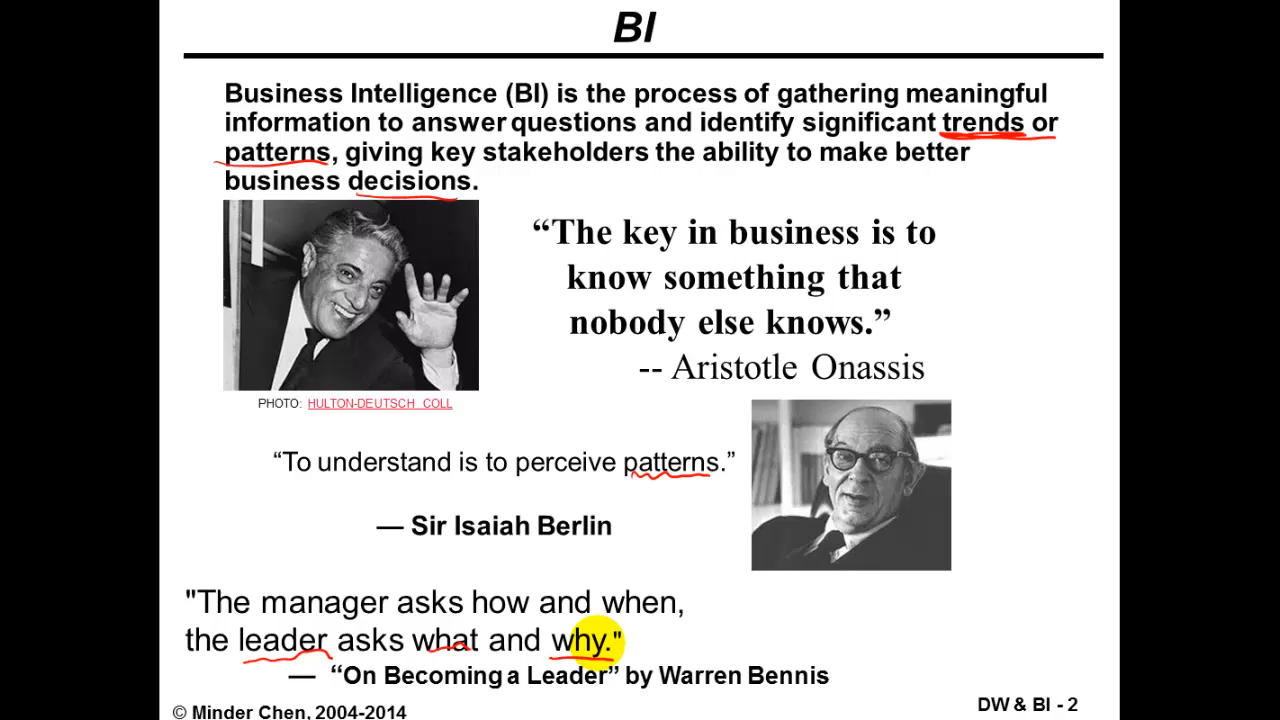 BI
Business Intelligence (BI) is the process of gathering meaningful
information to answer questions and identify significant trends or
patterns, giving key stakeholders the ability to make better
business decisions.
“The key in business is to
know something that
nobody else knows.”
-- Aristotle Onassis
PHOTO: HULTON-DEUTSCH COLL
“To understand is to perceive patterns.”
— Sir Isaiah Berlin
"The manager asks how and when,
the leader asks what and why."
— “On Becoming a Leader” by Warren Bennis
© Minder Chen, 2004-2014
DW & BI - 2